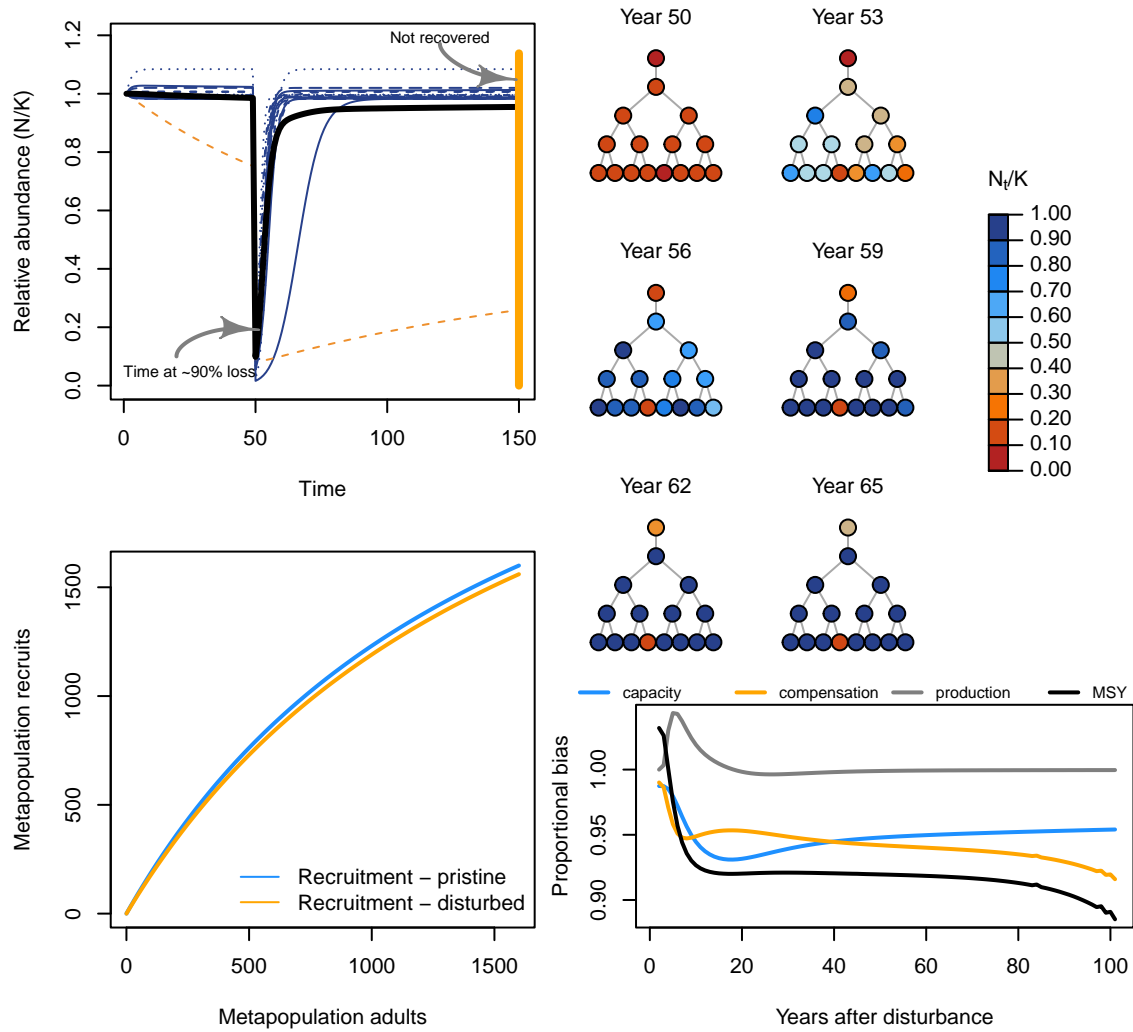 Year 50
Year 53
Not recovered
Relative abundance (N/K)
1.2
1.0
0.8
0.6
0.4
0.2
0.0
Time at ~90% loss
0
50
100
150
Time
Nt/K
1.00
0.90
0.80
0.70
0.60
0.50
0.40
0.30
0.20
0.10
0.00
Year 56
Year 59
Year 62
Year 65
Metapopulation recruits
1500
1000
500
0
Recruitment − pristine
Recruitment − disturbed
0
500
1000
1500
Metapopulation adults
capacity
compensation
production
MSY
Proportional bias
1.00
0.95
0.90
0
20
40
60
80
100
Years after disturbance